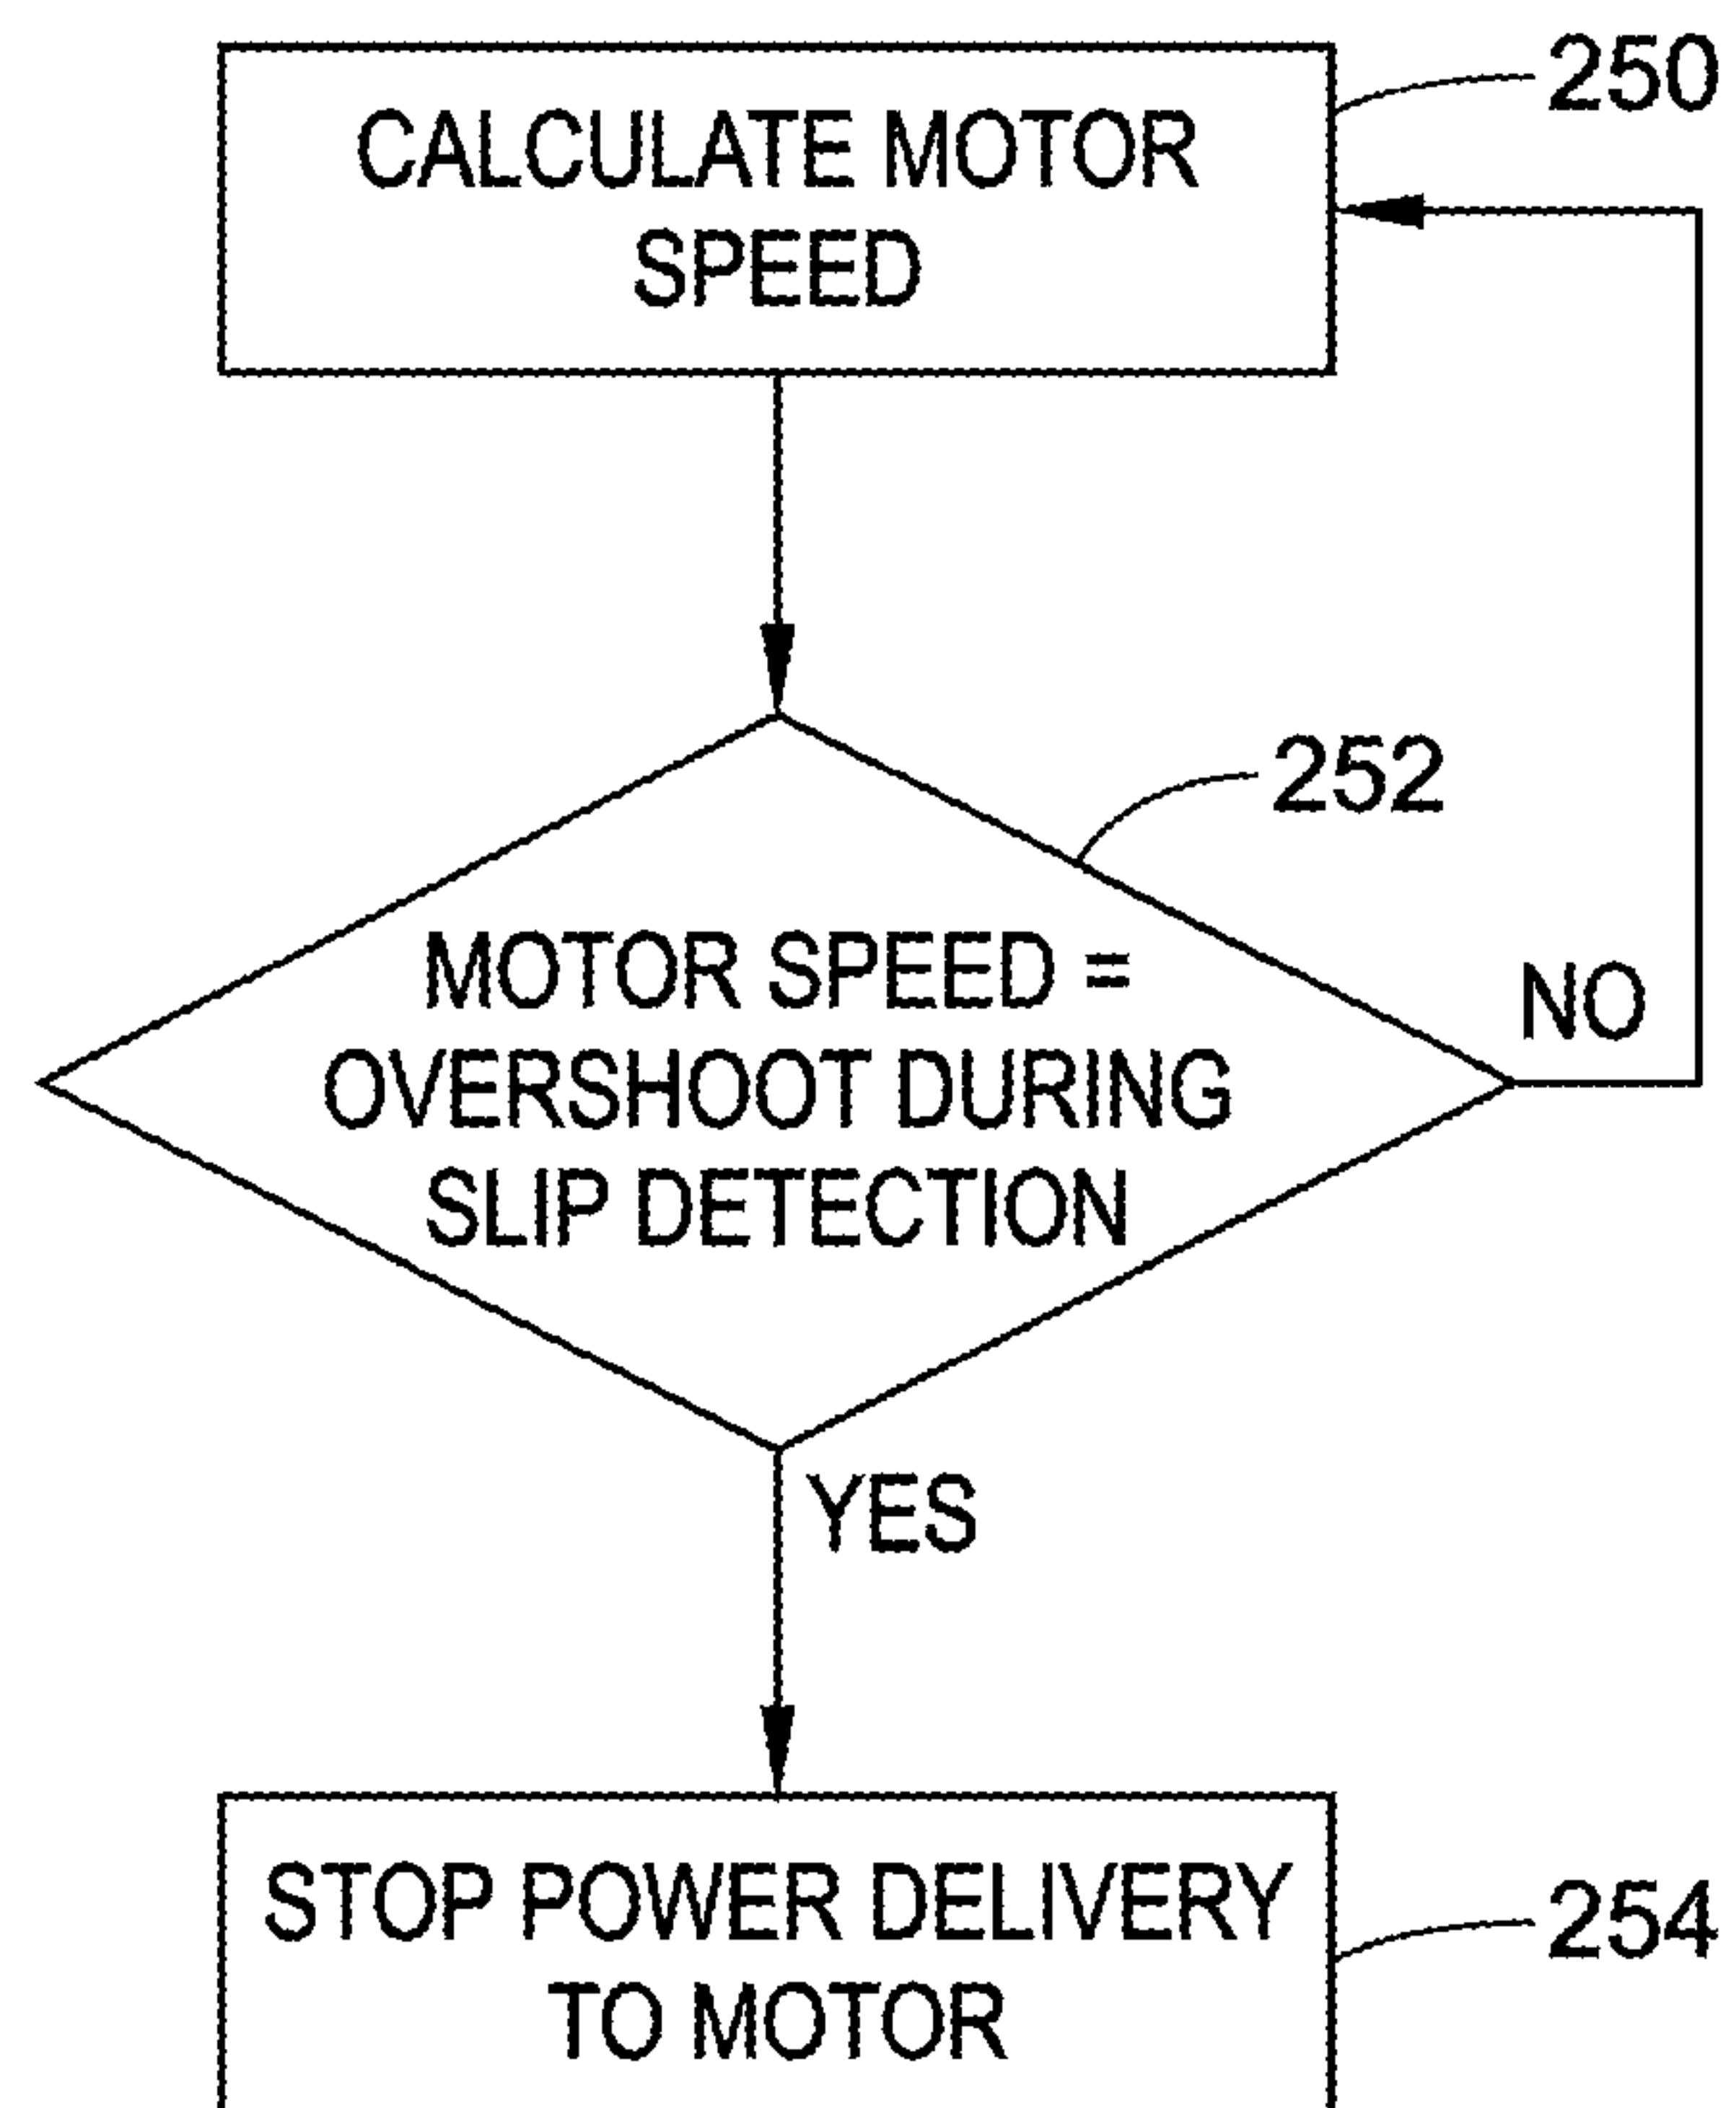 250
CALCULATE MOTOR
SPEED
252
MOTOR SPEED =
OVERSHOOT DURING
SLIP DETECTION
NO
YES
STOP POWER DELIVERY
TO MOTOR
254